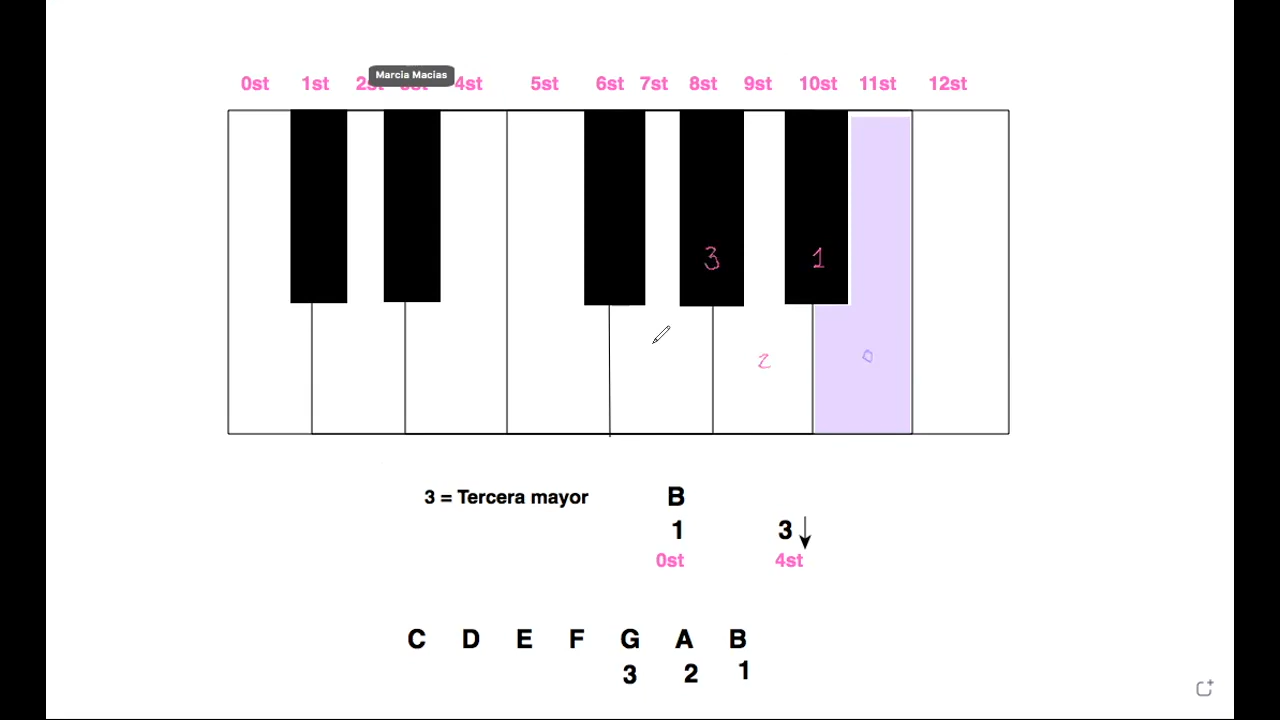 Marcia Macias
0st 1st 4st 5st 6st 7st 8st 9st 10st 11st 12st
3 1
2 0
3 = Tercera mayor B
1 3
0st 4st
C D E F G A B
3 2 1